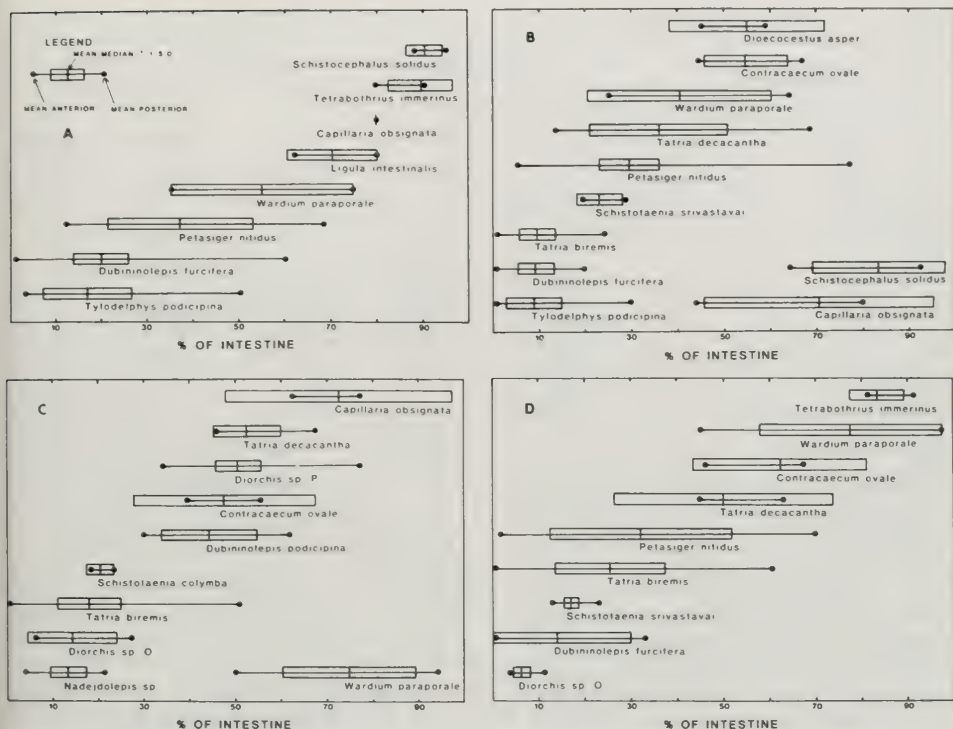 LEGEND
MEAN MEDIAN ± 1 S D
MEAN ANTERIOR
MEAN POSTERIOR
A
Schistocephalus solidus
Tetrabothrius immerinus
Capillaria obsignata
Ligula intestinalis
Wardium paraporale
Petasiger nitidus
Dubininolepis furcifera
Tylodelphys podicipina
10 30 50 70 90
% OF INTESTINE
B
Dioecocestus asper
Contracaecum ovale
Wardium paraporale
Tatria decacantha
Petasiger nitidus
Schistotaenia srivastavai
Tatria biremis
Dubininolepis furcifera
Schistocephalus solidus
Tylodelphys podicipina
Capillaria obsignata
10 30 50 70 90
% OF INTESTINE
C
Capillaria obsignata
Tatria decacantha
Diorchis sp P
Contracaecum ovale
Dubininolepis podicipina
Schistotaenia colymba
Tatria biremis
Diorchis sp O
Nadejdolepis sp
Wardium paraporale
10 30 50 70 90
% OF INTESTINE
D
Tetrabothrius immerinus
Wardium paraporale
Contracaecum ovale
Tatria decacantha
Petasiger nitidus
Tatria biremis
Schistotaenia srivastavai
Dubininolepis furcifera
Diorchis sp O
10 30 50 70 90
% OF INTESTINE